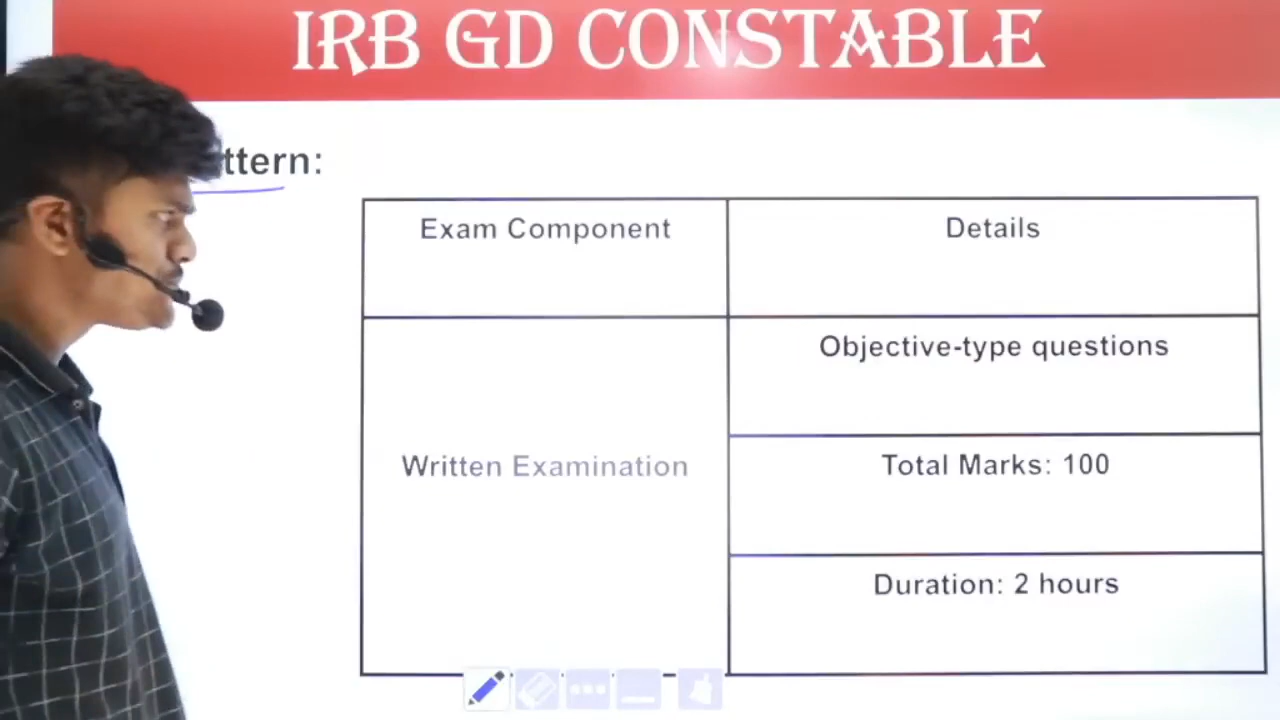 IRB GD CONSTABLE
ttern:
Exam Component
Details
Objective-type questions
Written Examination
Total Marks: 100
Duration: 2 hours